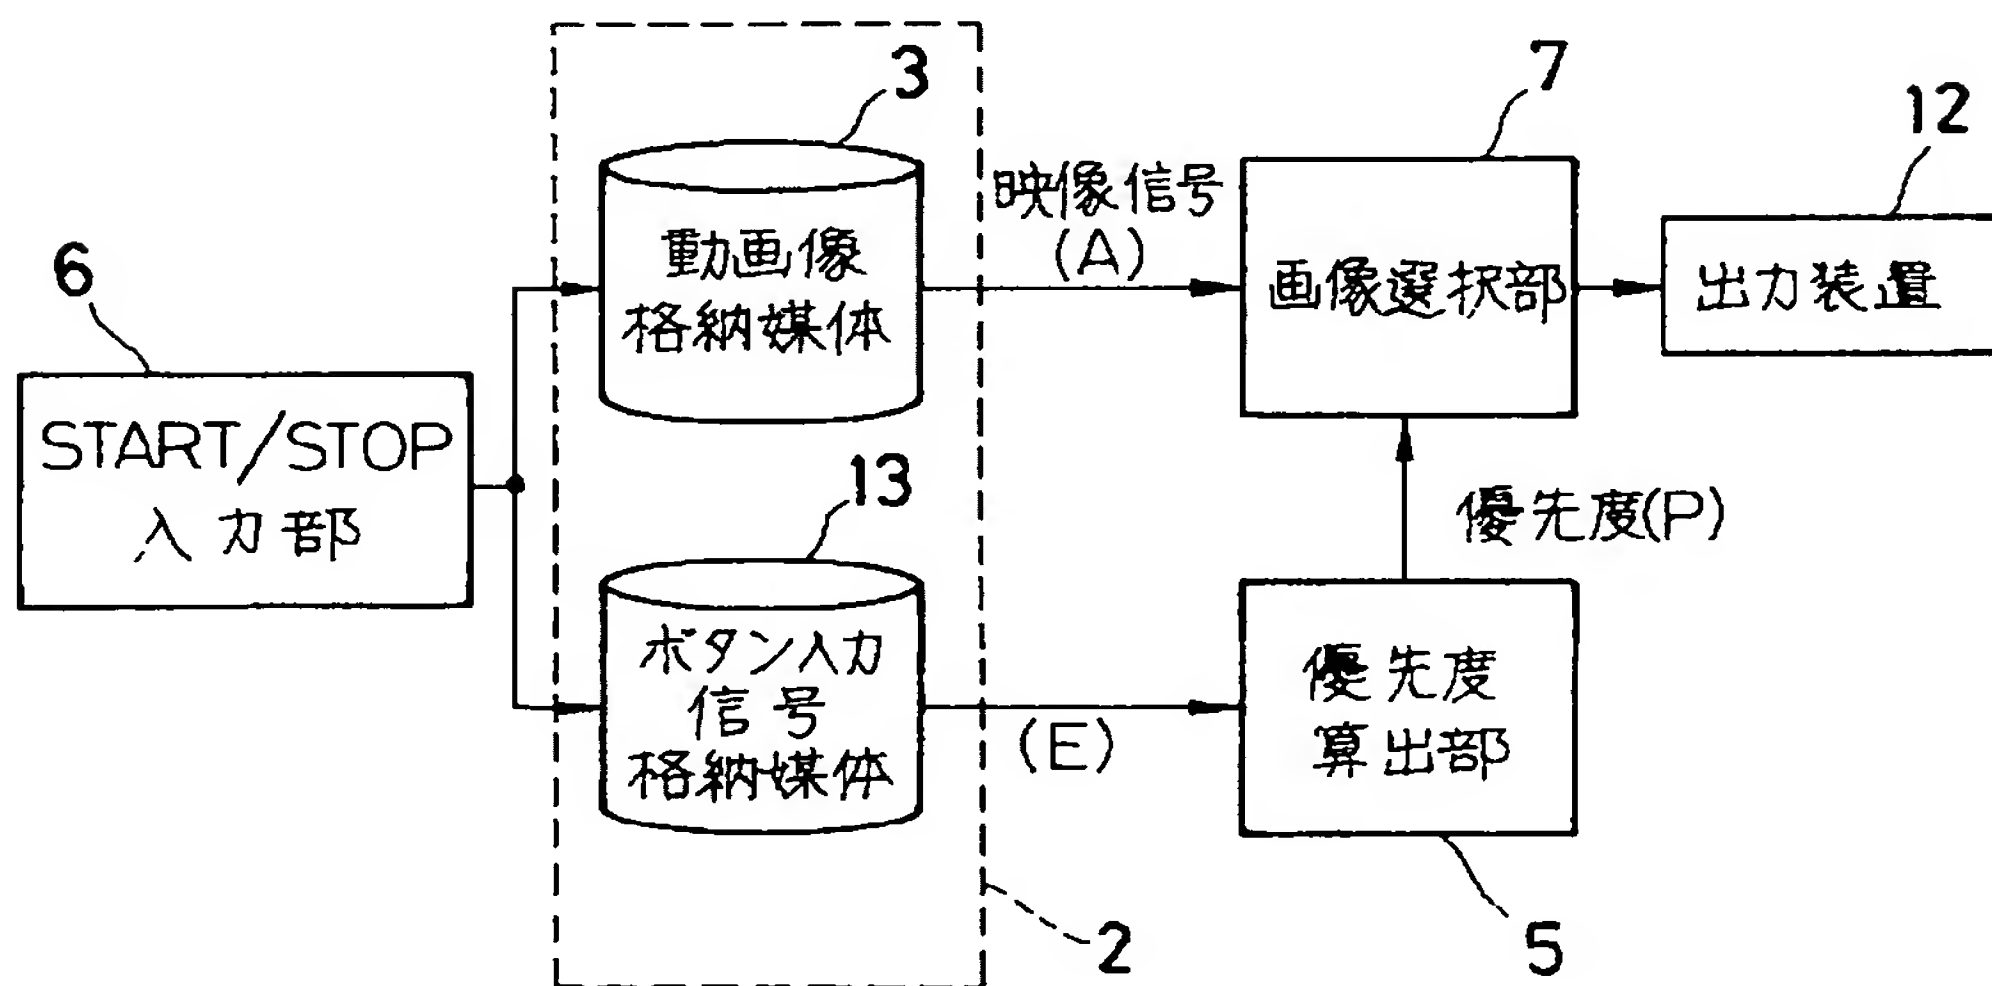 3
7
12
映像信号
(A)
6
動画像
格納媒体
画像選択部
出力装置
START/STOP
入力部
13
優先度(P)
ボタン入力
信号
格納媒体
(E)
優先度
算出部
2
5